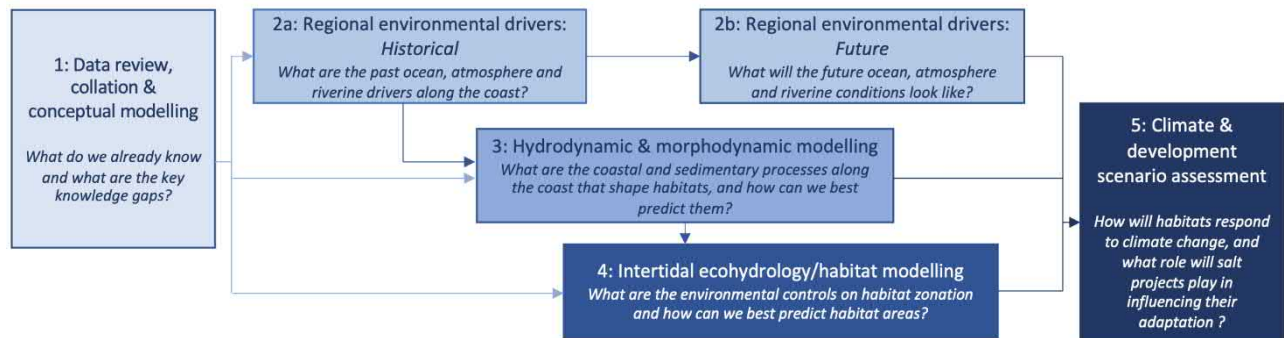 1: Data review,
collation &
conceptual modelling
What do we already know
and what are the key
knowledge gaps?
2a: Regional environmental drivers:
Historical
What are the past ocean, atmosphere and
riverine drivers along the coast?
2b: Regional environmental drivers:
Future
What will the future ocean, atmosphere
and riverine conditions look like?
3: Hydrodynamic & morphodynamic modelling
What are the coastal and sedimentary processes along
the coast that shape habitats, and how can we best
predict them?
4: Intertidal ecohydrology/habitat modelling
What are the environmental controls on habitat zonation
and how can we best predict habitat areas?
5: Climate &
development
scenario assessment
How will habitats respond
to climate change, and
what role will salt
projects play in
influencing their
adaptation ?